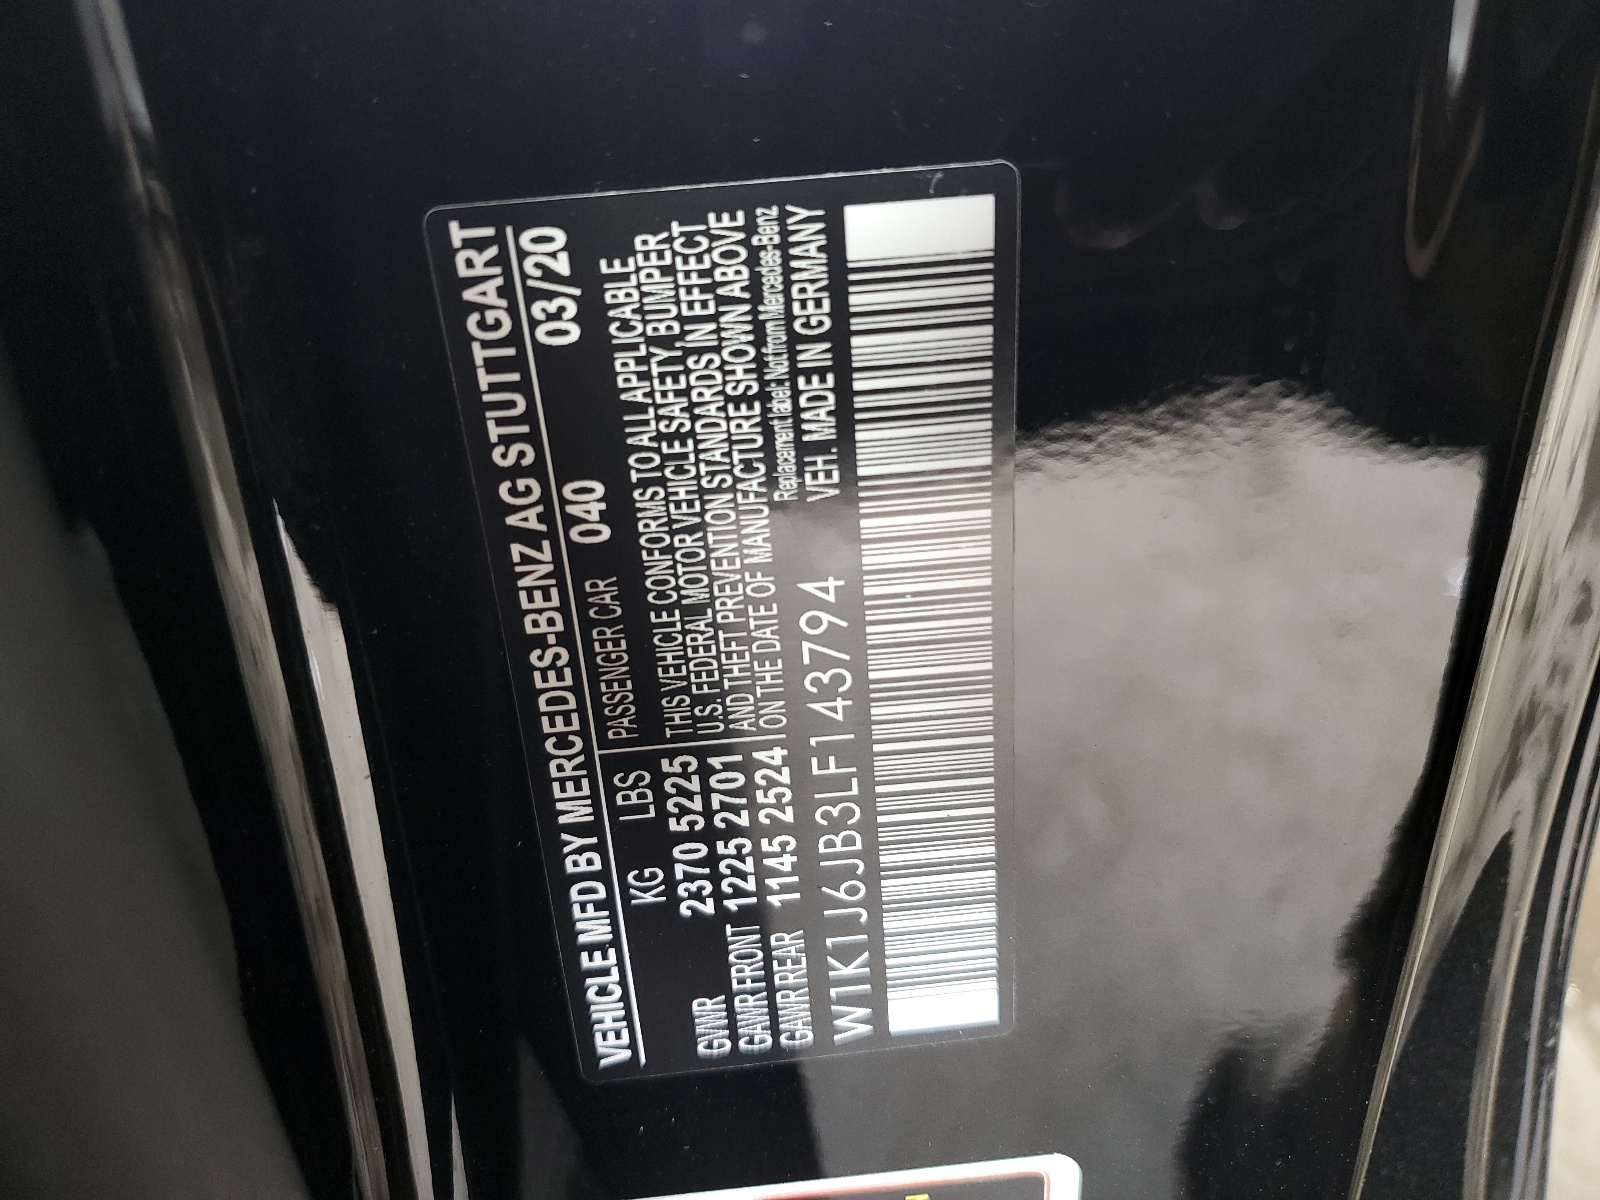 VEHICLE MFD BY MERCEDES-BENZ AG STUTTGART
KG LBS PASSENGER CAR 040 03/20
GVWR 2370 5225
GAWR FRONT 1225 2701
GAWR REAR 1145 2524
THIS VEHICLE CONFORMS TO ALL APPLICABLE
U.S. FEDERAL MOTOR VEHICLE SAFETY, BUMPER
AND THEFT PREVENTION STANDARDS IN EFFECT
ON THE DATE OF MANUFACTURE SHOWN ABOVE
Replacement label: Not from Mercedes-Benz
W1K1J6JB3LF143794 VEH. MADE IN GERMANY